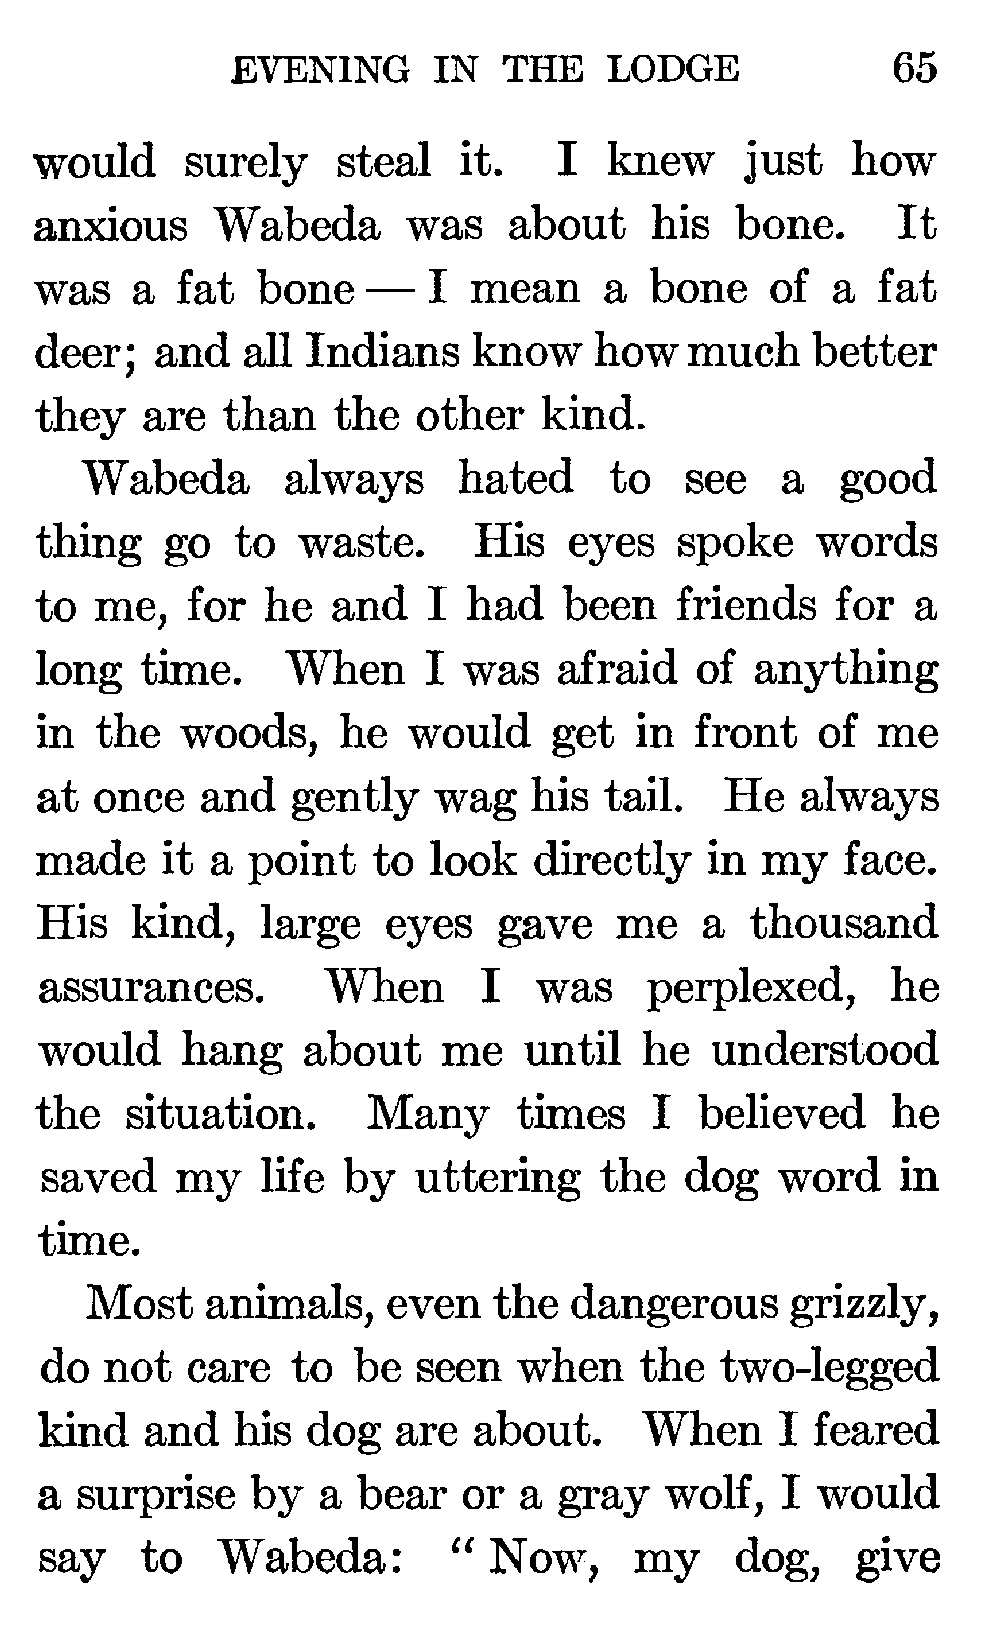 EVENING IN THE LODGE 65
would surely steal it. I knew just how
anxious Wabeda was about his bone. It
was a fat bone — I mean a bone of a fat
deer; and all Indians know how much better
they are than the other kind.
Wabeda always hated to see a good
thing go to waste. His eyes spoke words
to me, for he and I had been friends for a
long time. When I was afraid of anything
in the woods, he would get in front of me
at once and gently wag his tail. He always
made it a point to look directly in my face.
His kind, large eyes gave me a thousand
assurances. When I was perplexed, he
would hang about me until he understood
the situation. Many times I believed he
saved my life by uttering the dog word in
time.
Most animals, even the dangerous grizzly,
do not care to be seen when the two-legged
kind and his dog are about. When I feared
a surprise by a bear or a gray wolf, I would
say to Wabeda: “ Now, my dog, give